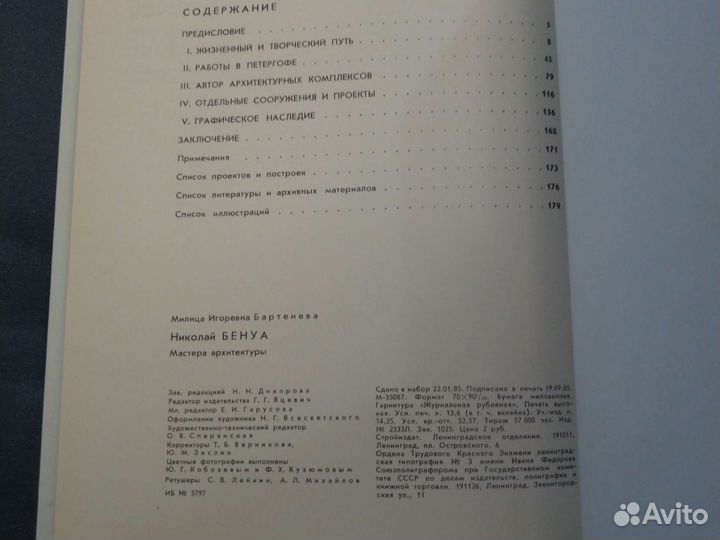 СОДЕРЖАНИЕ
ПРЕДИСЛОВИЕ . . . 5
I. ЖИЗНЕННЫЙ И ТВОРЧЕСКИЙ ПУТЬ . . . 8
II. РАБОТЫ В ПЕТЕРГОФЕ . . . 45
III. АВТОР АРХИТЕКТУРНЫХ КОМПЛЕКСОВ . . . 79
IV. ОТДЕЛЬНЫЕ СООРУЖЕНИЯ И ПРОЕКТЫ . . . 116
V. ГРАФИЧЕСКОЕ НАСЛЕДИЕ . . . 156
ЗАКЛЮЧЕНИЕ . . . 168
Примечания . . . 171
Список проектов и построек . . . 173
Список литературы и архивных материалов . . . 176
Список иллюстраций . . . 179
Милица Игоревна Бартенева
Николай БЕНУА
Мастера архитектуры
Зав. редакцией Н. Н. Днепрова
Редактор издательства Г. Г. Яцевич
Мл. редактор Е. И. Гарусова
Оформление художника Н. Г. Всесветского
Художественно-технический редактор
О. В. Сперанская
Корректоры Т. Б. Верникова,
Ю. М. Зислин
Цветные фотографии выполнены
Ю. Г. Кобозевым и Ф. Х. Кузюмовым
Ретушеры С. В. Лейкин, А. Л. Михайлов
ИБ № 3797
Сдано в набор 22.01.85. Подписано в печать 19.09.85.
М-35087. Формат 70×90¹/₁₆. Бумага мелованная.
Гарнитура «Журнальная рубленая». Печать высо-
кая. Усл. печ. л. 13,6 (в т. ч. вклейки). Уч.-изд. л.
14,25. Усл. кр.-отт. 32,57. Тираж 57 000 экз. Изд.
№ 2333Л. Зак. 1025. Цена 2 руб.
Стройиздат. Ленинградское отделение. 191011,
Ленинград, пл. Островского, 6
Ордена Трудового Красного Знамени ленинград-
ская типография № 3 имени Ивана Федорова
Союзполиграфпрома при Государственном коми-
тете СССР по делам издательств, полиграфии и
книжной торговли. 191126, Ленинград, Звенигород-
ская ул., 11
Avito